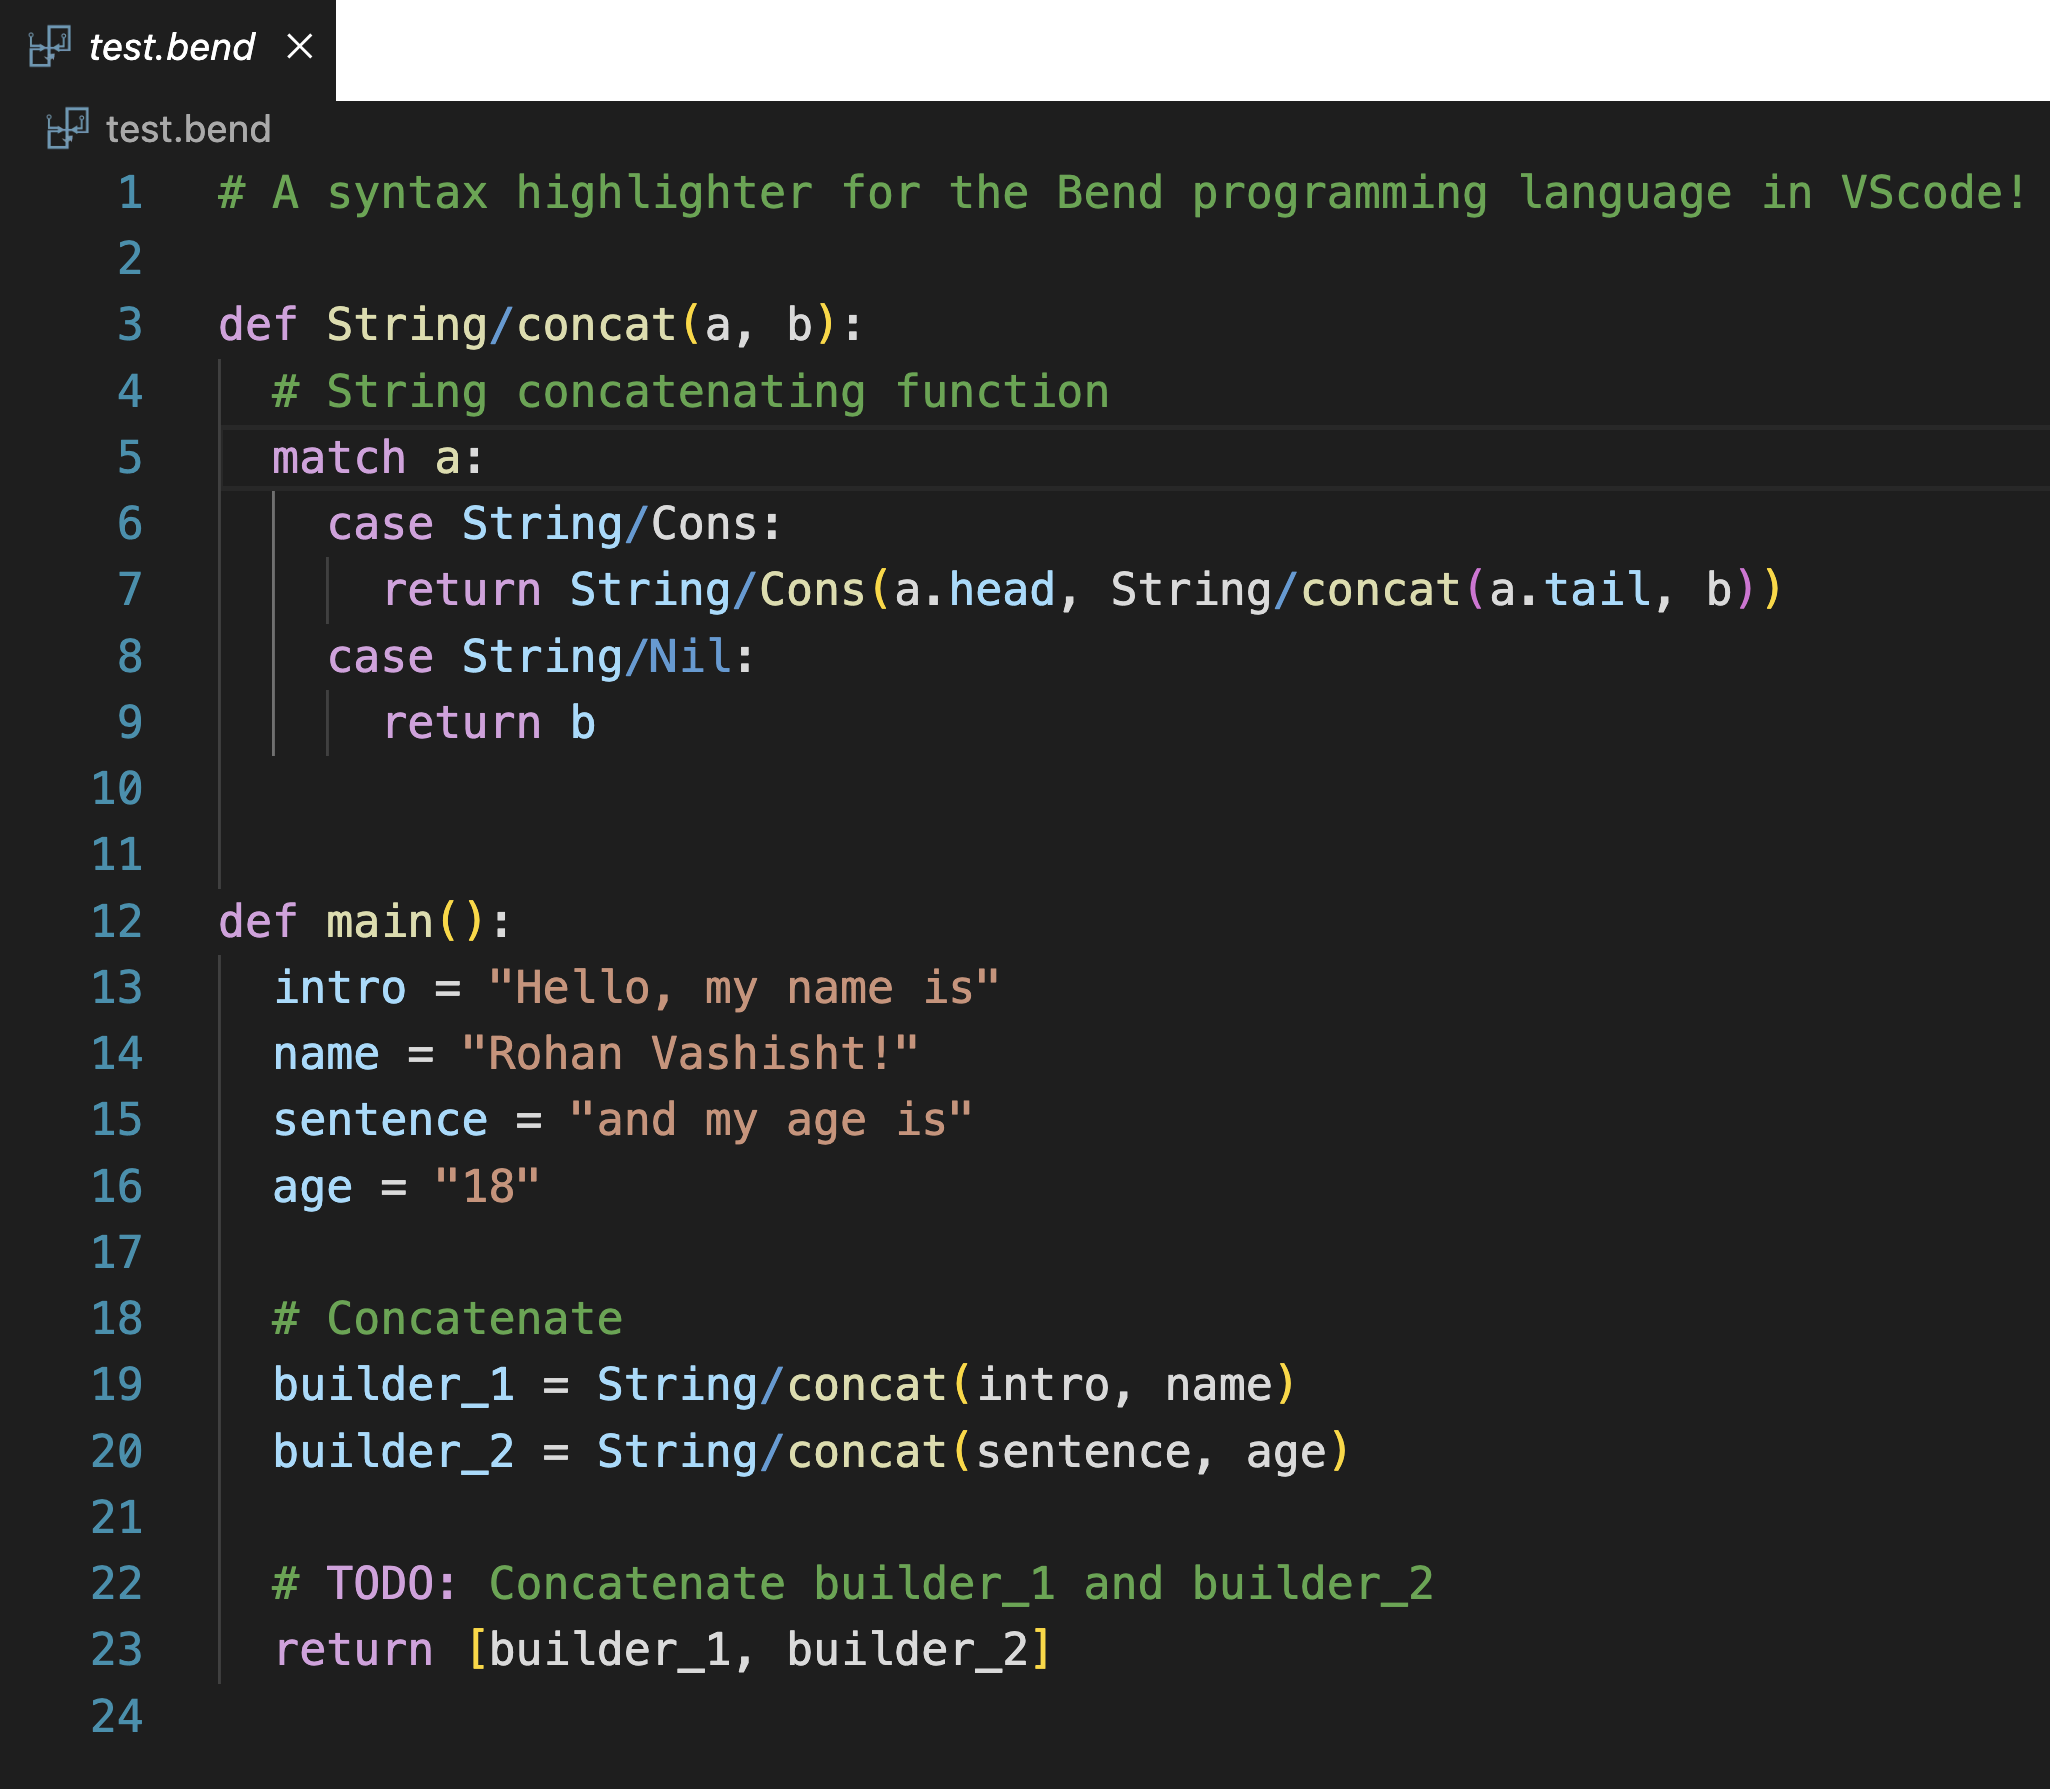 test.bend
test.bend
1 # A syntax highlighter for the Bend programming language in VScode!
2
3 def String/concat(a, b):
4   # String concatenating function
5   match a:
6     case String/Cons:
7       return String/Cons(a.head, String/concat(a.tail, b))
8     case String/Nil:
9       return b
10
11
12 def main():
13   intro = "Hello, my name is"
14   name = "Rohan Vashisht!"
15   sentence = "and my age is"
16   age = "18"
17
18   # Concatenate
19   builder_1 = String/concat(intro, name)
20   builder_2 = String/concat(sentence, age)
21
22   # TODO: Concatenate builder_1 and builder_2
23   return [builder_1, builder_2]
24